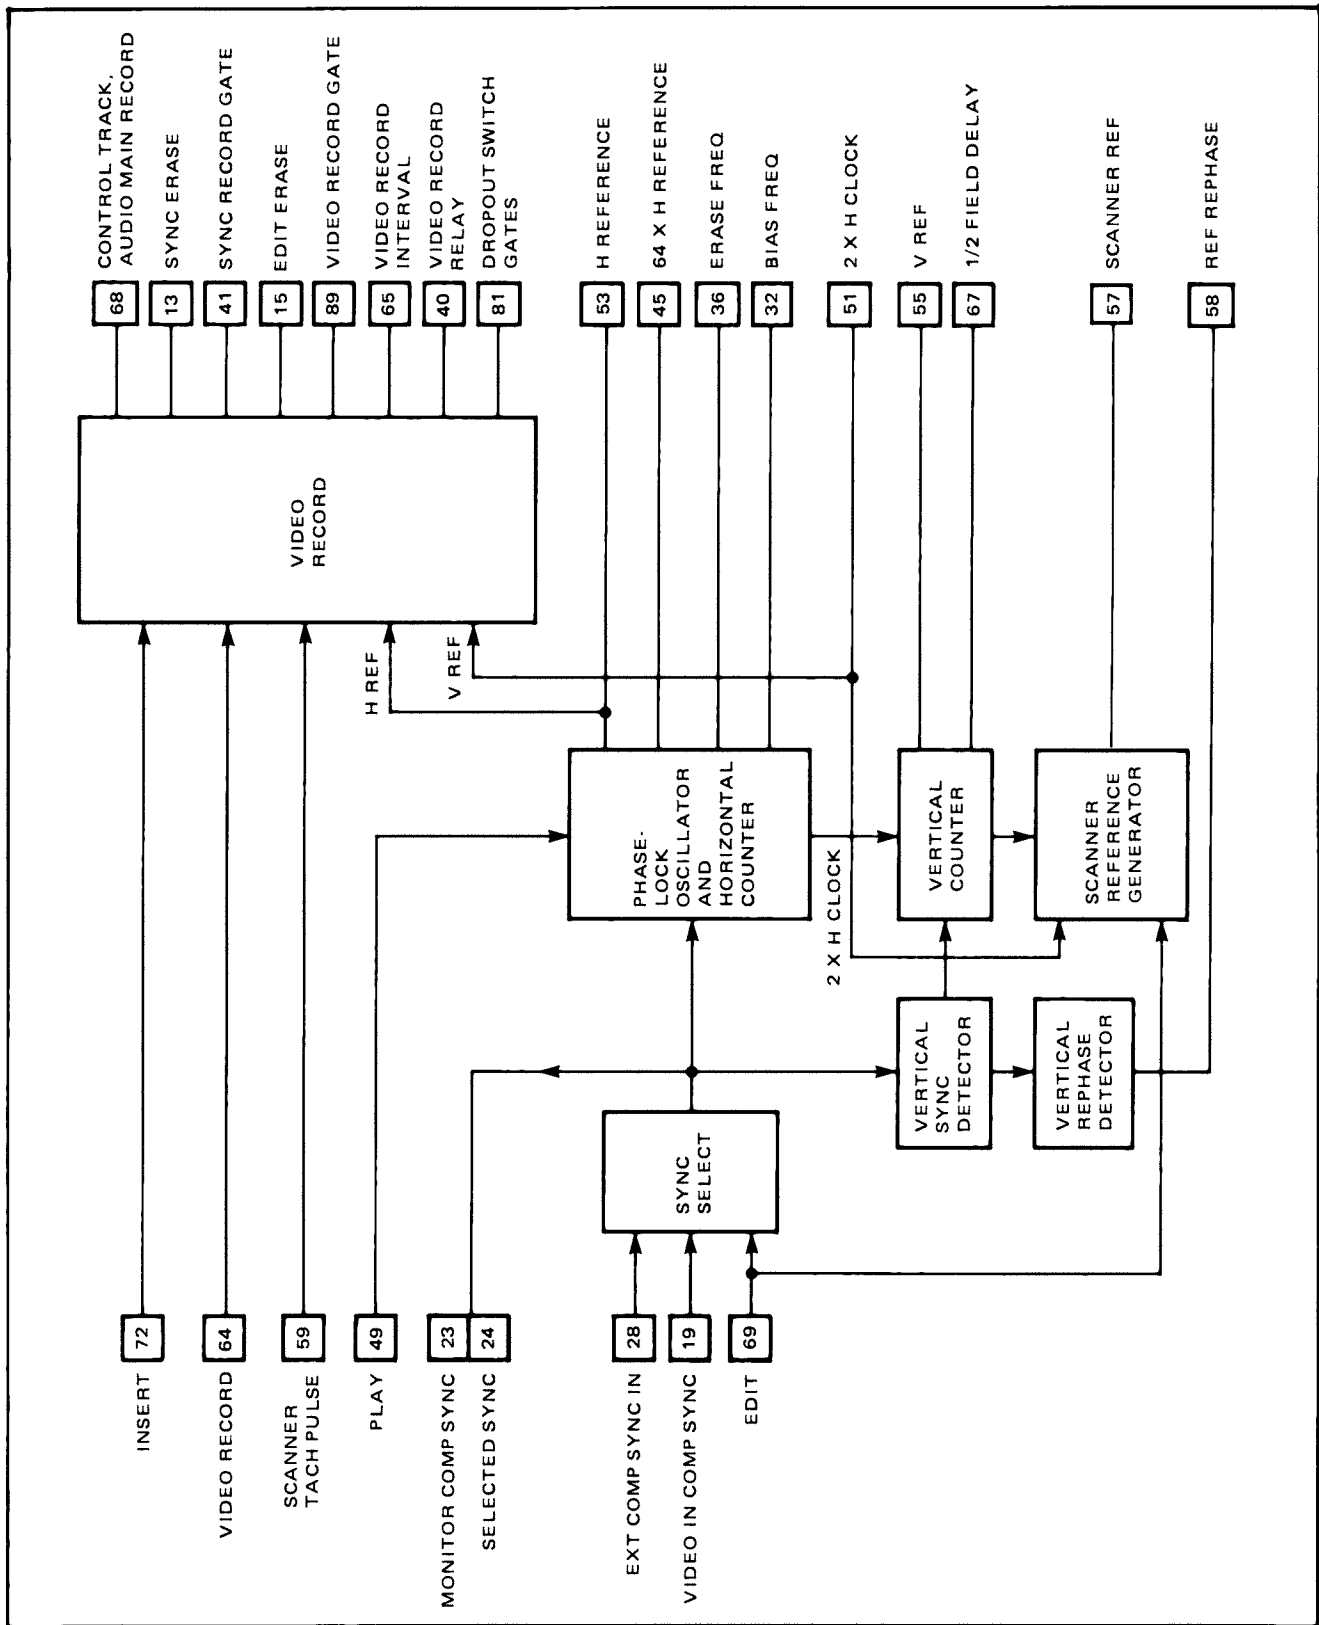 INSERT
72
VIDEO RECORD
64
SCANNER
TACH PULSE
59
PLAY
49
MONITOR COMP SYNC
23
SELECTED SYNC
24
EXT COMP SYNC IN
28
VIDEO IN COMP SYNC
19
EDIT
69
SYNC
SELECT
VERTICAL
SYNC
DETECTOR
VERTICAL
REPHASE
DETECTOR
H REF
V REF
VIDEO
RECORD
PHASE-
LOCK
OSCILLATOR
AND
HORIZONTAL
COUNTER
2 X H CLOCK
VERTICAL
COUNTER
SCANNER
REFERENCE
GENERATOR
68
CONTROL TRACK,
AUDIO MAIN RECORD
13
SYNC ERASE
41
SYNC RECORD GATE
15
EDIT ERASE
89
VIDEO RECORD GATE
65
VIDEO RECORD
INTERVAL
40
VIDEO RECORD
RELAY
81
DROPOUT SWITCH
GATES
53
H REFERENCE
45
64 X H REFERENCE
36
ERASE FREQ
32
BIAS FREQ
51
2 X H CLOCK
55
V REF
67
1/2 FIELD DELAY
57
SCANNER REF
58
REF REPHASE